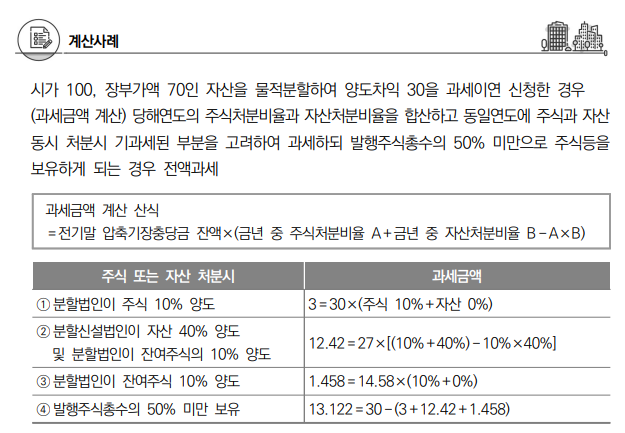 계산사례
시가 100, 장부가액 70인 자산을 물적분할하여 양도차익 30을 과세이연 신청한 경우
(과세금액 계산) 당해연도의 주식처분비율과 자산처분비율을 합산하고 동일연도에 주식과 자산
동시 처분시 기과세된 부분을 고려하여 과세하되 발행주식총수의 50% 미만으로 주식등을
보유하게 되는 경우 전액과세
과세금액 계산 산식
=전기말 압축기장충당금 잔액×(금년 중 주식처분비율 A+금년 중 자산처분비율 B-A×B)
주식 또는 자산 처분시 과세금액
① 분할법인이 주식 10% 양도 3=30×(주식 10%+자산 0%)
② 분할신설법인이 자산 40% 양도
및 분할법인이 잔여주식의 10% 양도 12.42=27×[(10%+40%)-10%×40%]
③ 분할법인이 잔여주식 10% 양도 1.458=14.58×(10%+0%)
④ 발행주식총수의 50% 미만 보유 13.122=30-(3+12.42+1.458)